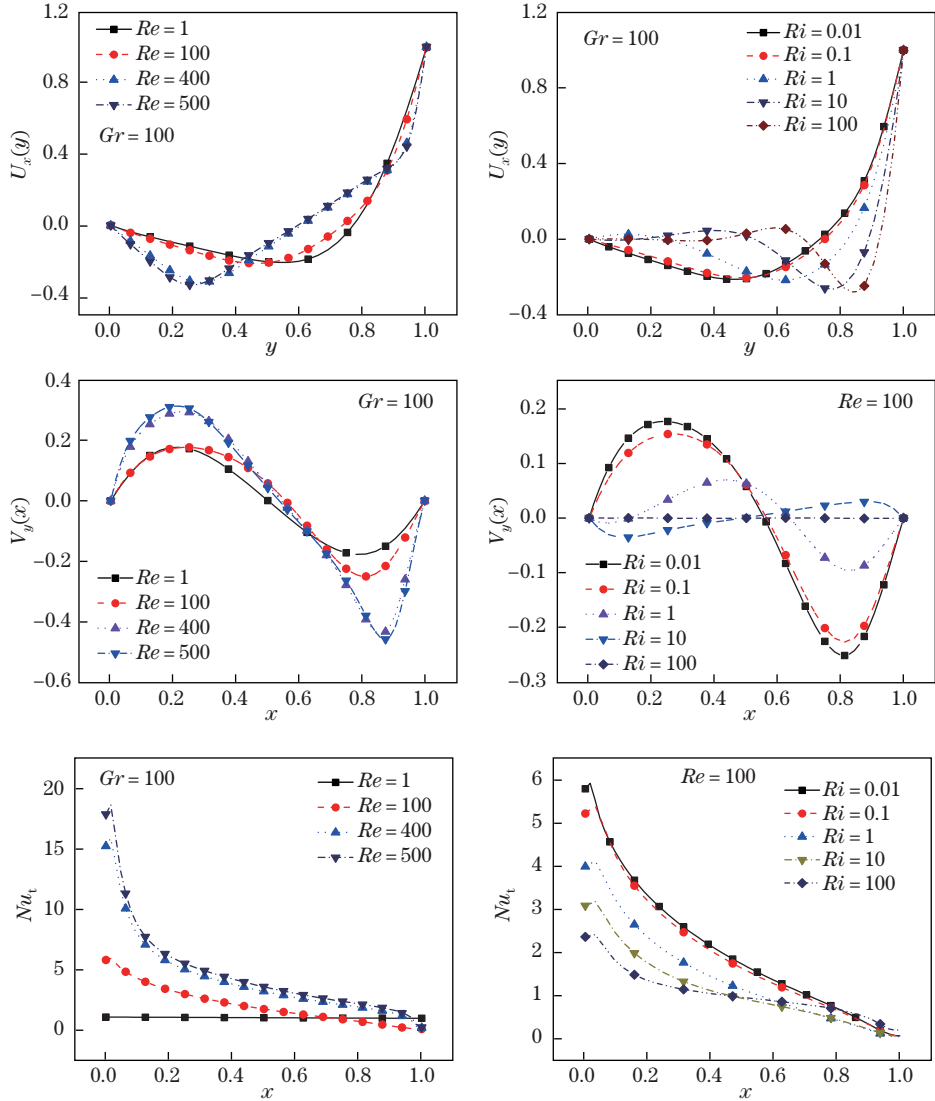 1.2
0.8
0.4
0.0
−0.4
U_x(y)
Re = 1
Re = 100
Re = 400
Re = 500
Gr = 100
0.0 0.2 0.4 0.6 0.8 1.0
y
1.2
0.8
0.4
0.0
−0.4
U_x(y)
Gr = 100
Ri = 0.01
Ri = 0.1
Ri = 1
Ri = 10
Ri = 100
0.0 0.2 0.4 0.6 0.8 1.0
y
0.4
0.2
0.0
−0.2
−0.4
−0.6
V_y(x)
Gr = 100
Re = 1
Re = 100
Re = 400
Re = 500
0.0 0.2 0.4 0.6 0.8 1.0
x
0.2
0.1
0.0
−0.1
−0.2
−0.3
V_y(x)
Re = 100
Ri = 0.01
Ri = 0.1
Ri = 1
Ri = 10
Ri = 100
0.0 0.2 0.4 0.6 0.8 1.0
x
20
15
10
5
0
Nu_t
Gr = 100
Re = 1
Re = 100
Re = 400
Re = 500
0.0 0.2 0.4 0.6 0.8 1.0
x
6
5
4
3
2
1
0
Nu_t
Re = 100
Ri = 0.01
Ri = 0.1
Ri = 1
Ri = 10
Ri = 100
0.0 0.2 0.4 0.6 0.8 1.0
x